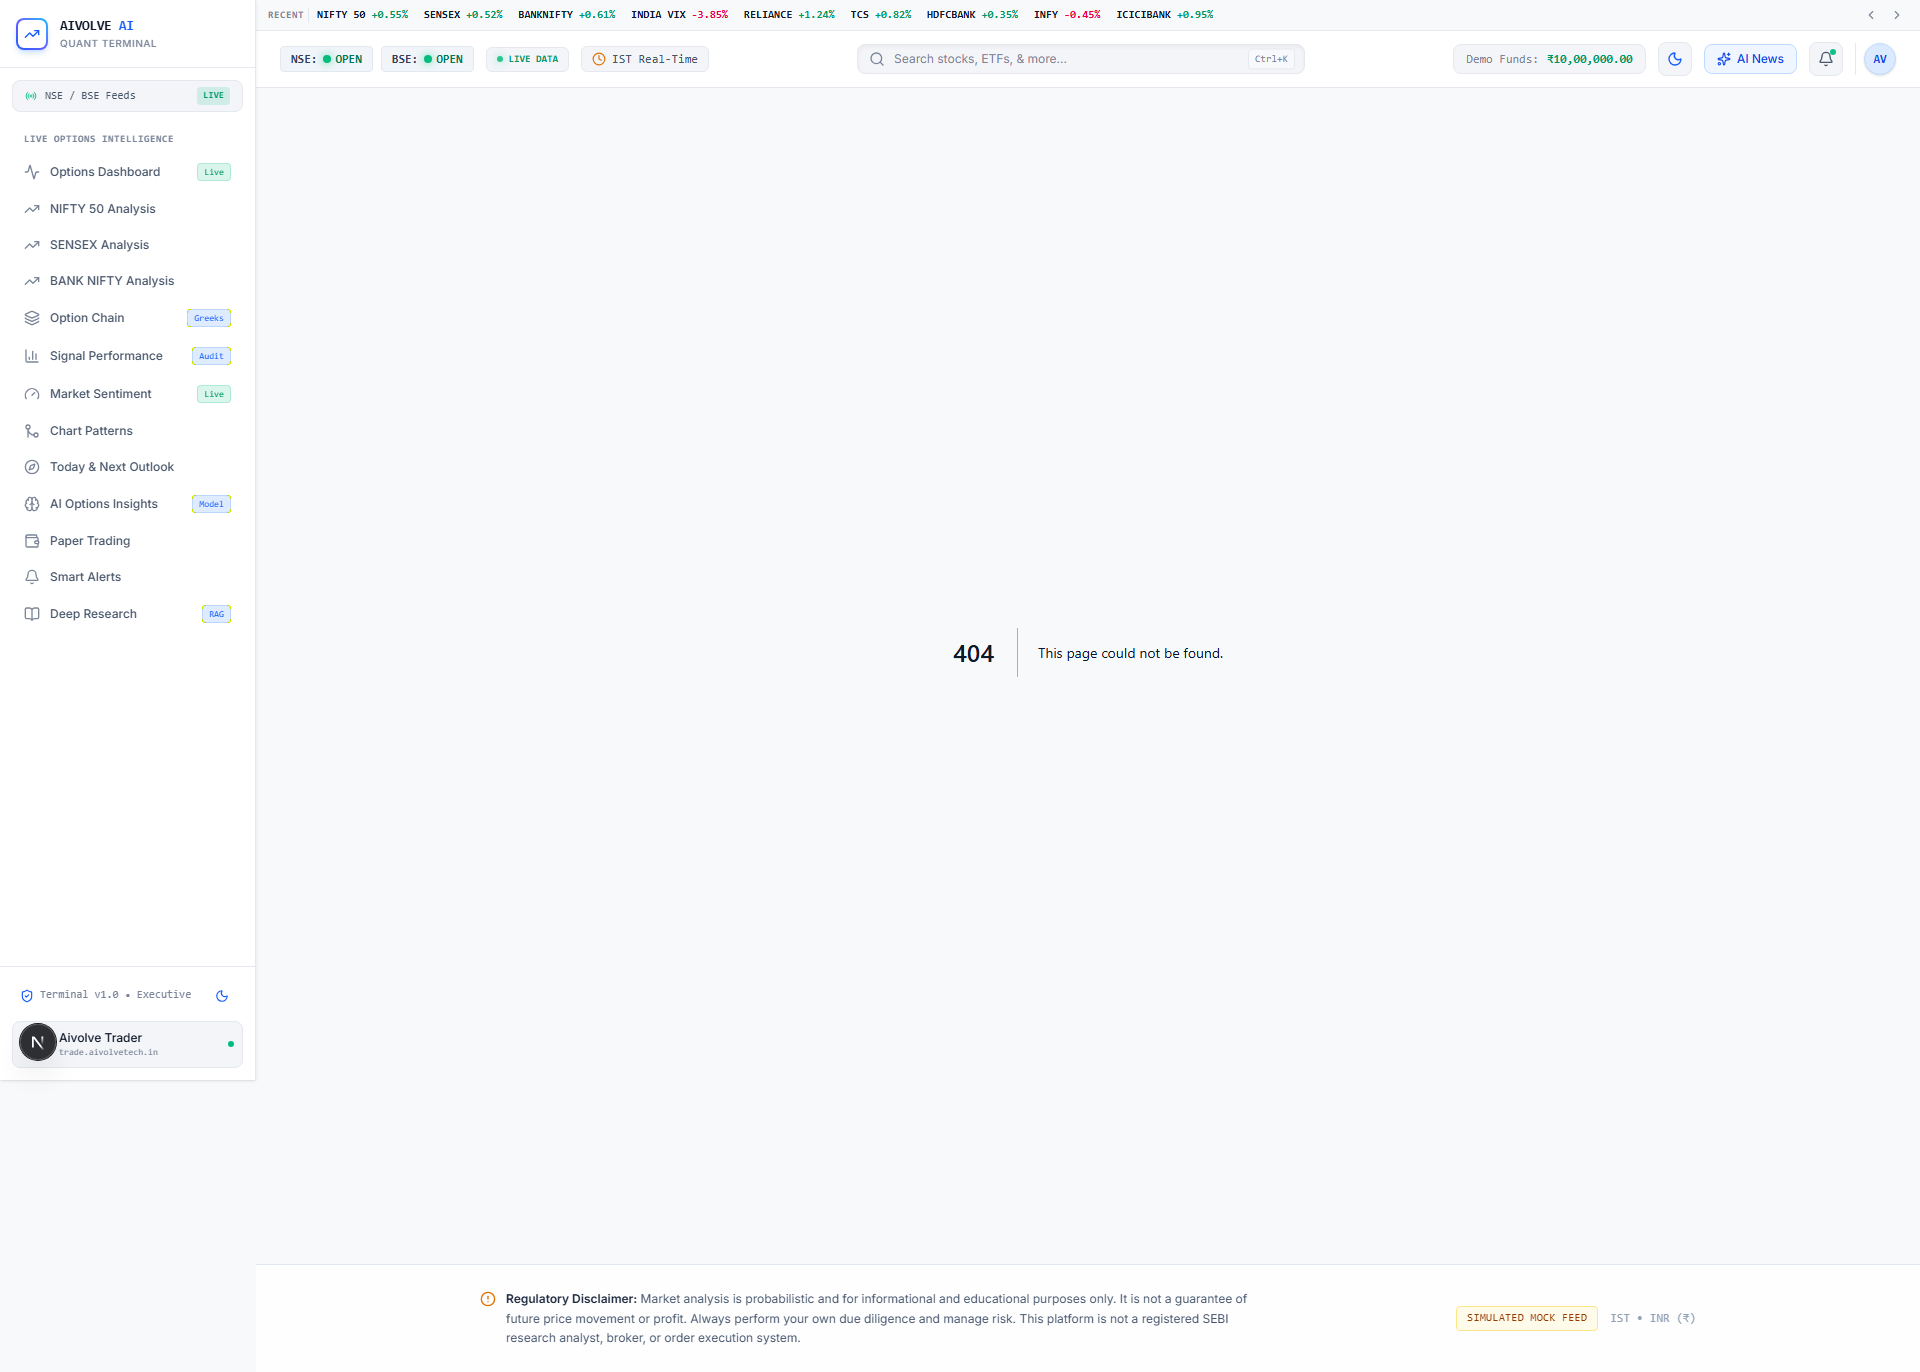 AIVOLVE AI
QUANT TERMINAL
NSE / BSE Feeds LIVE
LIVE OPTIONS INTELLIGENCE
Options Dashboard Live
NIFTY 50 Analysis
SENSEX Analysis
BANK NIFTY Analysis
Option Chain Greeks
Signal Performance Audit
Market Sentiment Live
Chart Patterns
Today & Next Outlook
AI Options Insights Model
Paper Trading
Smart Alerts
Deep Research RAG
Terminal v1.0 • Executive
N
Aivolve Trader
trade.aivolvetech.in
RECENT NIFTY 50 +0.55% SENSEX +0.52% BANKNIFTY +0.61% INDIA VIX -3.85% RELIANCE +1.24% TCS +0.82% HDFCBANK +0.35% INFY -0.45% ICICIBANK +0.95%
NSE: OPEN BSE: OPEN LIVE DATA IST Real-Time Search stocks, ETFs, & more... Ctrl+K Demo Funds: ₹10,00,000.00 AI News AV
404 This page could not be found.
Regulatory Disclaimer: Market analysis is probabilistic and for informational and educational purposes only. It is not a guarantee of
future price movement or profit. Always perform your own due diligence and manage risk. This platform is not a registered SEBI
research analyst, broker, or order execution system.
SIMULATED MOCK FEED IST • INR (₹)